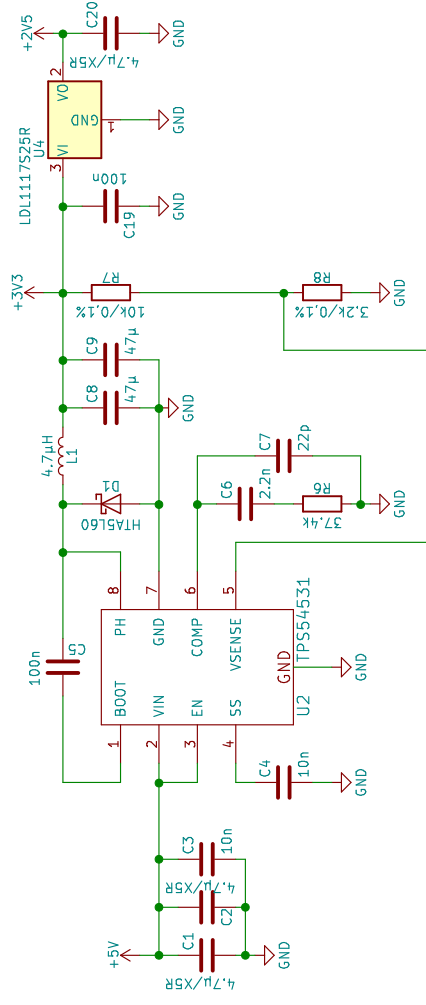 +2V5
C20
4.7µ/X5R
GND
2
VO
GND
1
GND
VI
3
U4
LDL1117S25R
100n
C19
GND
+3V3
R7
10k/0,1%
R8
3.2k/0,1%
GND
C9
47µ
C8
47µ
GND
4.7µH
L1
D1
HTA5L60
C7
22p
C6
2.2n
R6
37.4k
GND
C5
100n
8
7
6
5
PH
GND
COMP
VSENSE
TPS54531
GND
GND
U2
BOOT
VIN
EN
SS
1
2
3
4
C4
10n
GND
C3
10n
4.7µ/X5R
C2
C1
4.7µ/X5R
+5V
GND